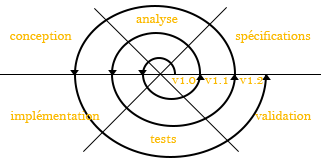 analyse
conception
spécifications
v1.0 v1.1 v1.2
implémentation
validation
tests